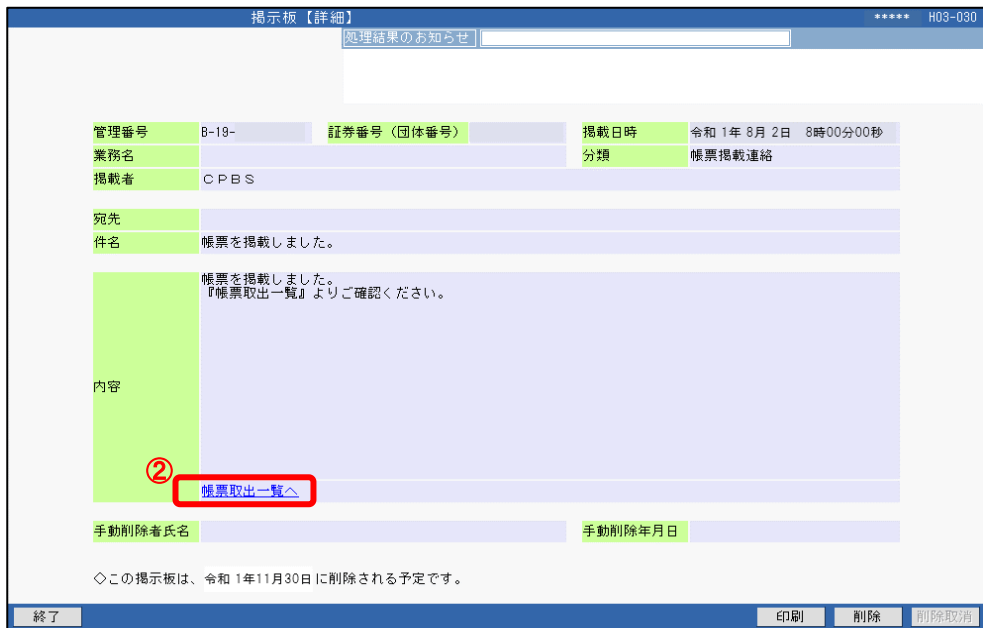 掲示板【詳細】 ***** H03-030
処理結果のお知らせ
管理番号 B-19- 証券番号（団体番号） 掲載日時 令和 1年 8月 2日 8時00分00秒
業務名 分類 帳票掲載連絡
掲載者 ＣＰＢＳ
宛先
件名 帳票を掲載しました。
帳票を掲載しました。
『帳票取出一覧』よりご確認ください。
内容
②
帳票取出一覧へ
手動削除者氏名 手動削除年月日
◇この掲示板は、令和 1年11月30日に削除される予定です。
終了 印刷 削除 削除取消